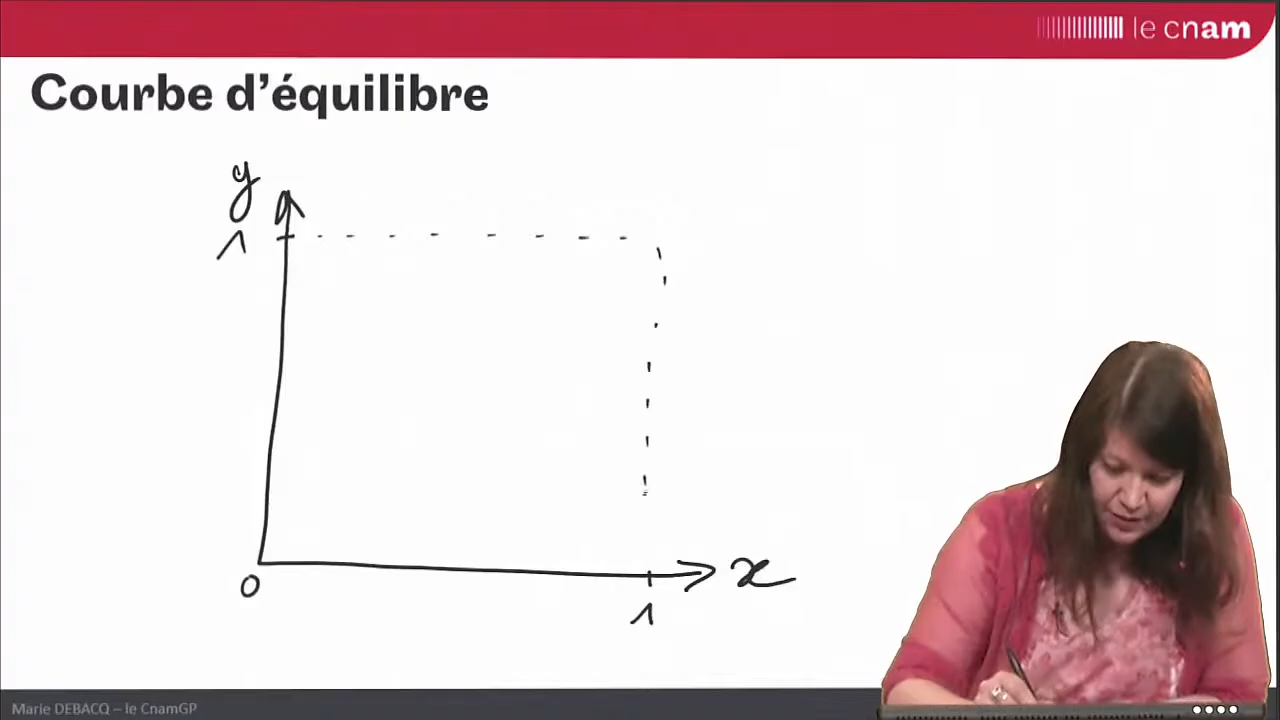 le cnam
Courbe d'équilibre
y
1
0
x
1
Marie DEBACQ – le CnamGP